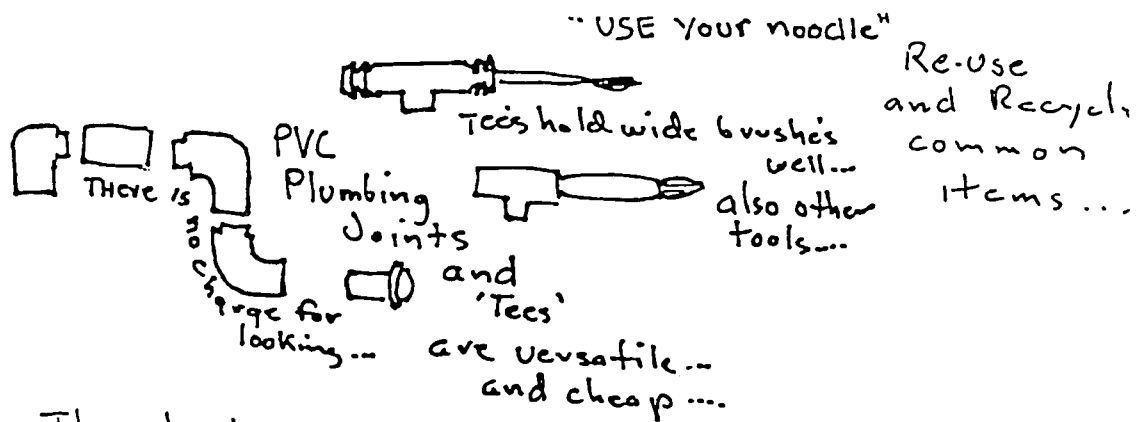 "USE your noodle"
Re-use
and Recycle
common
items...
Tees hold wide brushes
well...
also other
tools....
PVC
Plumbing
Joints
and
'Tees'
are versatile...
and cheap....
THere is
no charge for
looking...